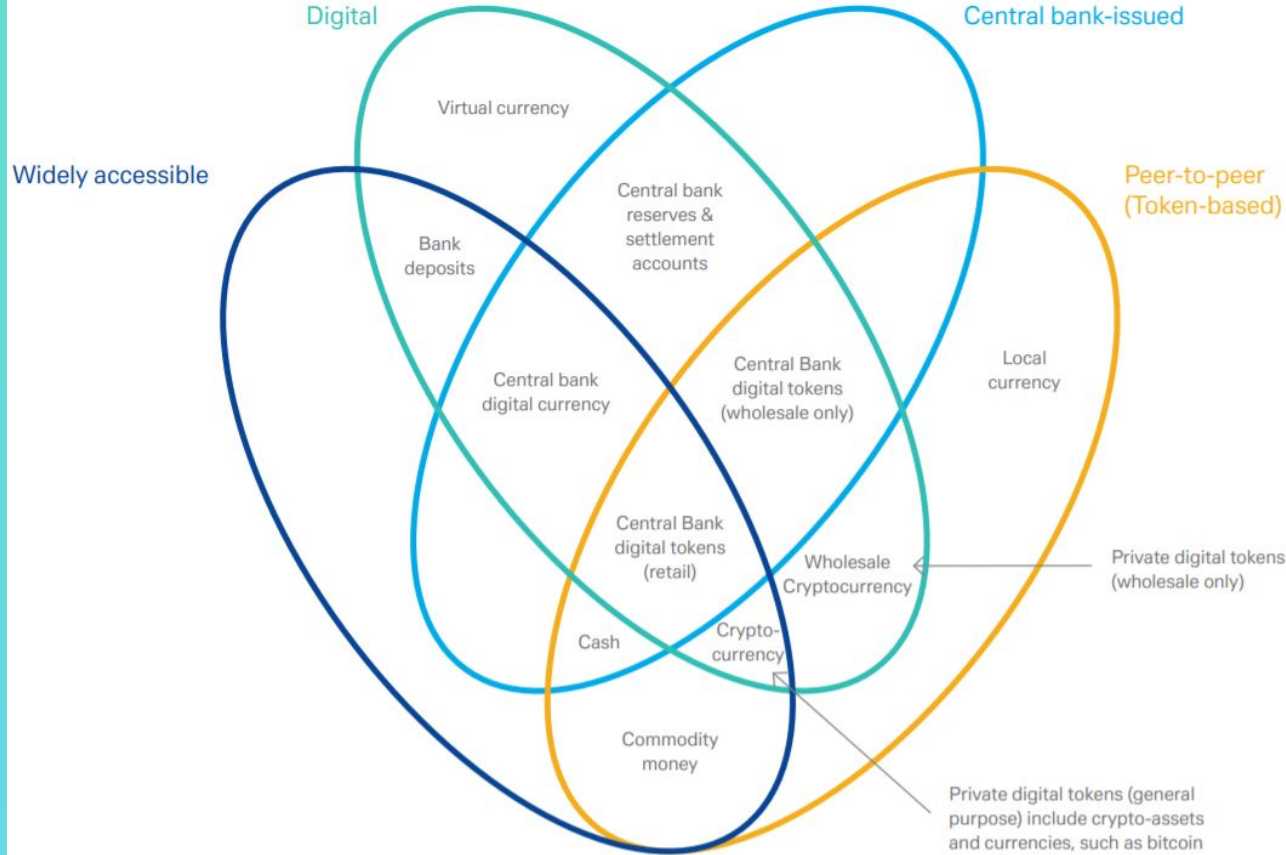 Digital
Central bank-issued
Virtual currency
Widely accessible
Peer-to-peer
(Token-based)
Central bank
reserves &
settlement
accounts
Bank
deposits
Local
currency
Central bank
digital currency
Central Bank
digital tokens
(wholesale only)
Central Bank
digital tokens
(retail)
Wholesale
Cryptocurrency
Private digital tokens
(wholesale only)
Cash
Crypto-
currency
Commodity
money
Private digital tokens (general
purpose) include crypto-assets
and currencies, such as bitcoin